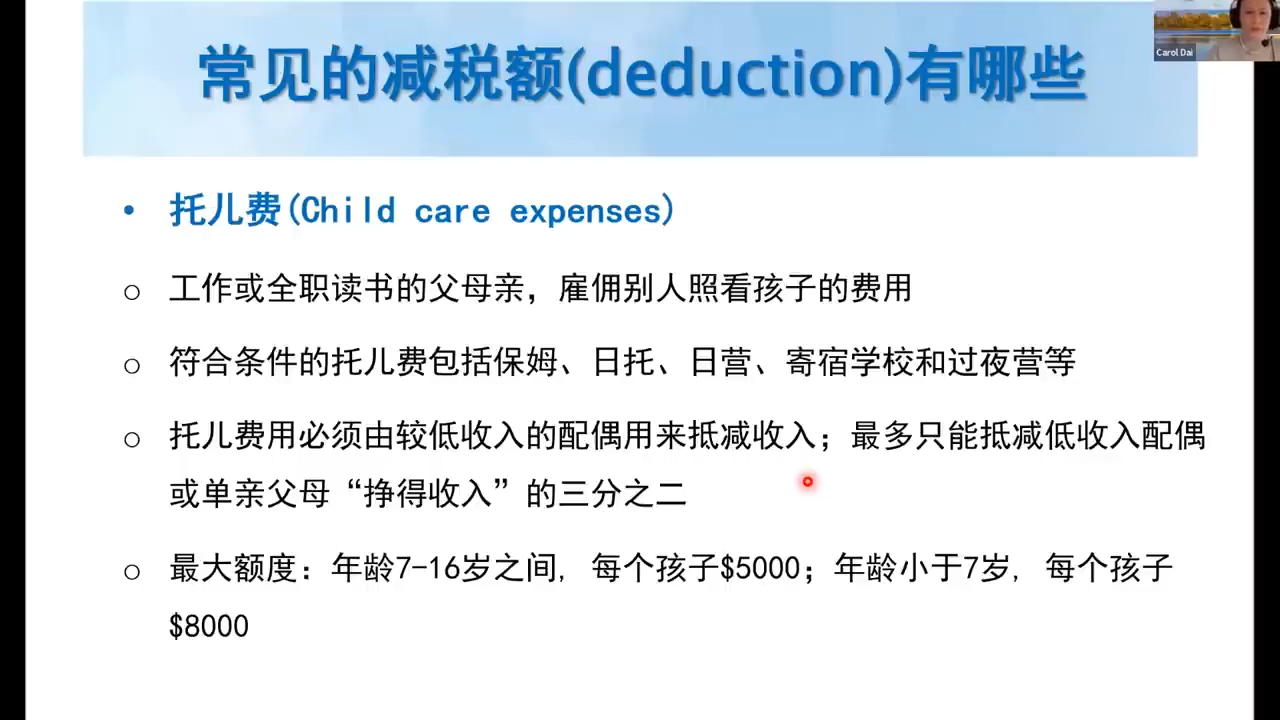 常见的减税额(deduction)有哪些
Carol Dai
• 托儿费(Child care expenses)
○ 工作或全职读书的父母亲，雇佣别人照看孩子的费用
○ 符合条件的托儿费包括保姆、日托、日营、寄宿学校和过夜营等
○ 托儿费用必须由较低收入的配偶用来抵减收入；最多只能抵减低收入配偶
或单亲父母“挣得收入”的三分之二
○ 最大额度：年龄7-16岁之间，每个孩子$5000；年龄小于7岁，每个孩子
$8000